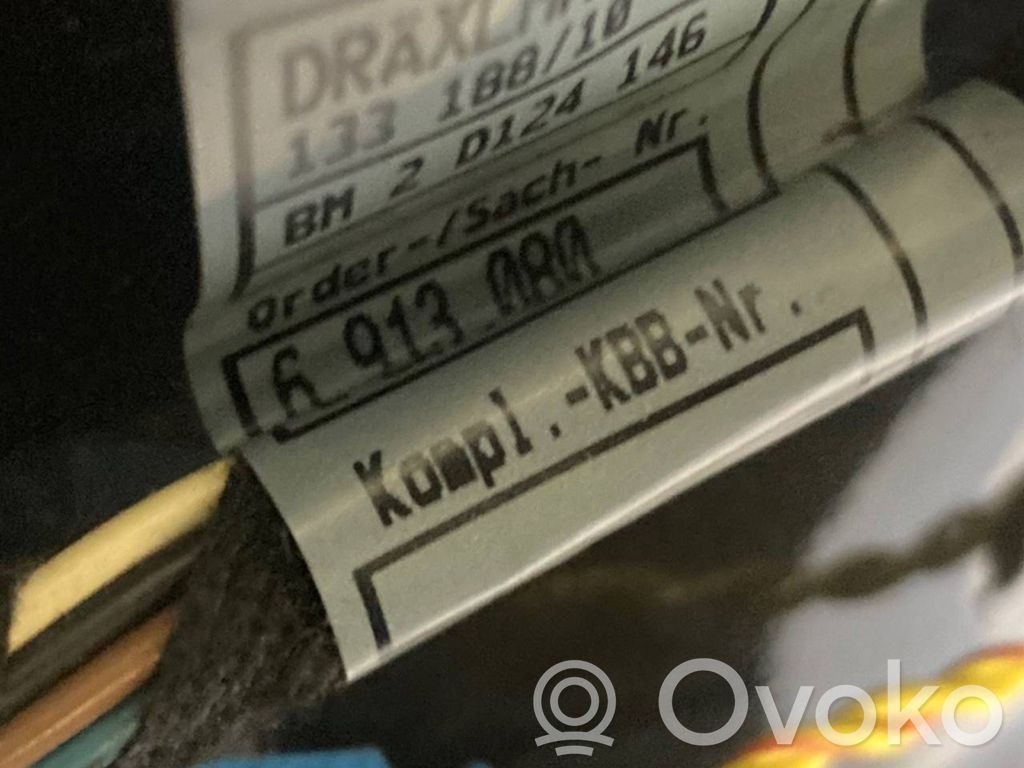 133 188/10
BM 2 D124 146
Order-/Sach- Nr.
6 913 080
Kompl.-KBB-Nr.
Ovoko